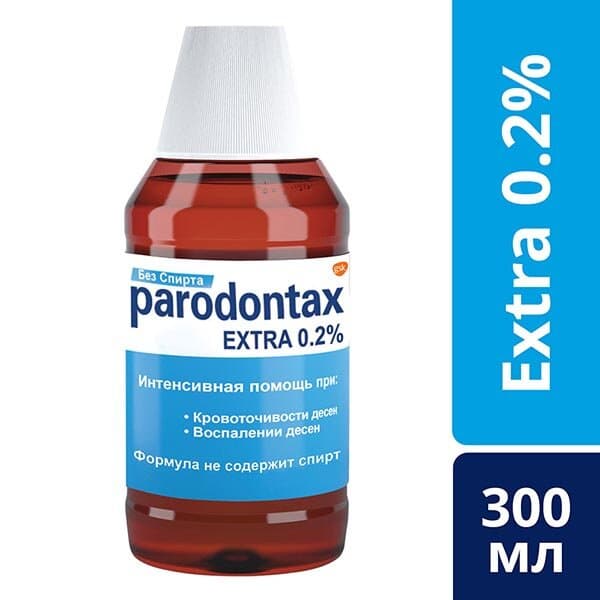 Без Спирта
gsk
parodontax
EXTRA 0.2%
Интенсивная помощь при:
• Кровоточивости десен
• Воспалении десен
Формула не содержит спирт
Extra 0.2%
300
мл